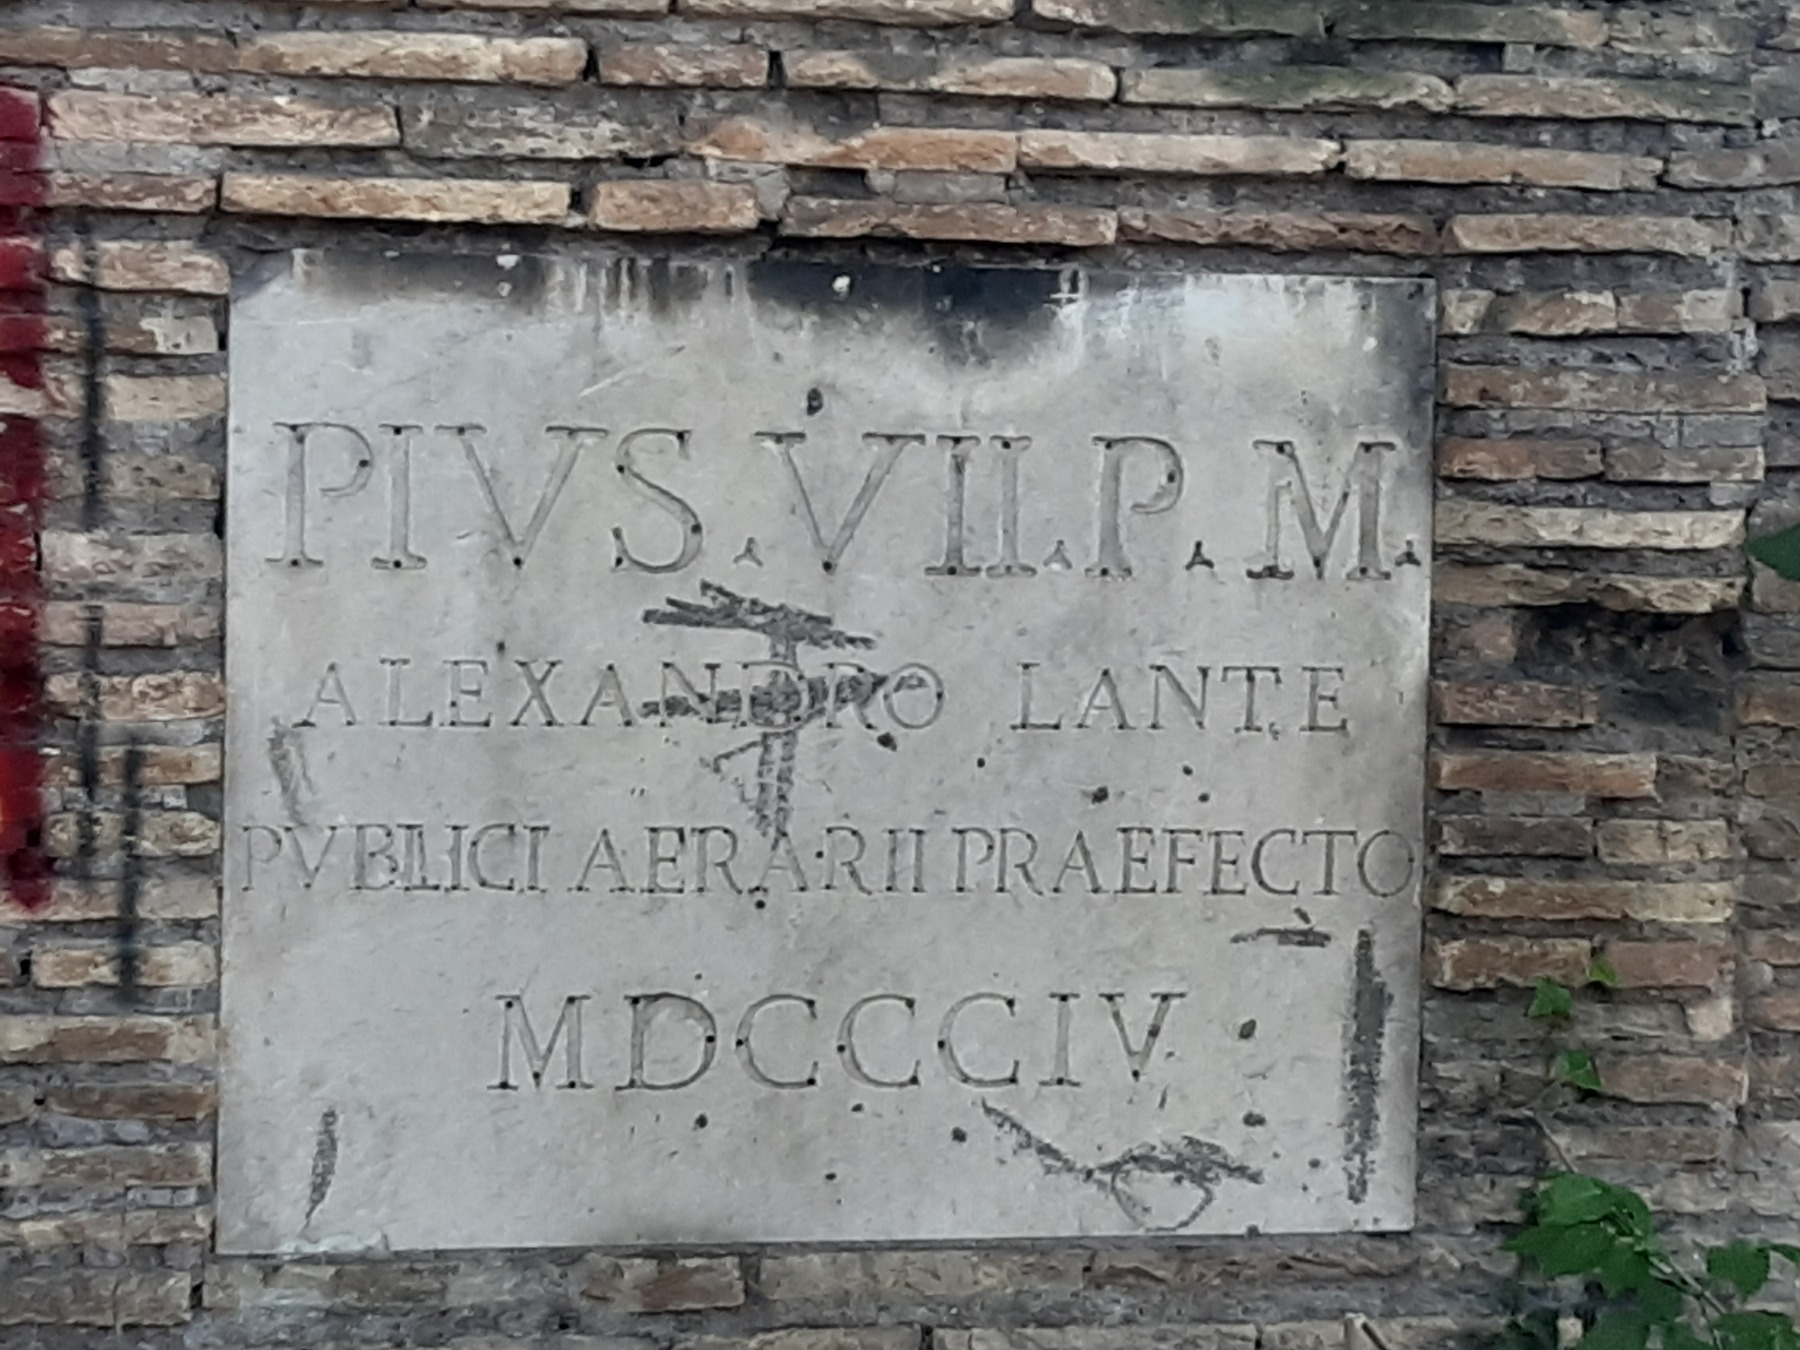 PIVS.VII.P.M.
ALEXANDRO LANTE
PVBLICI AERARII PRAEFECTO
MDCCCIV